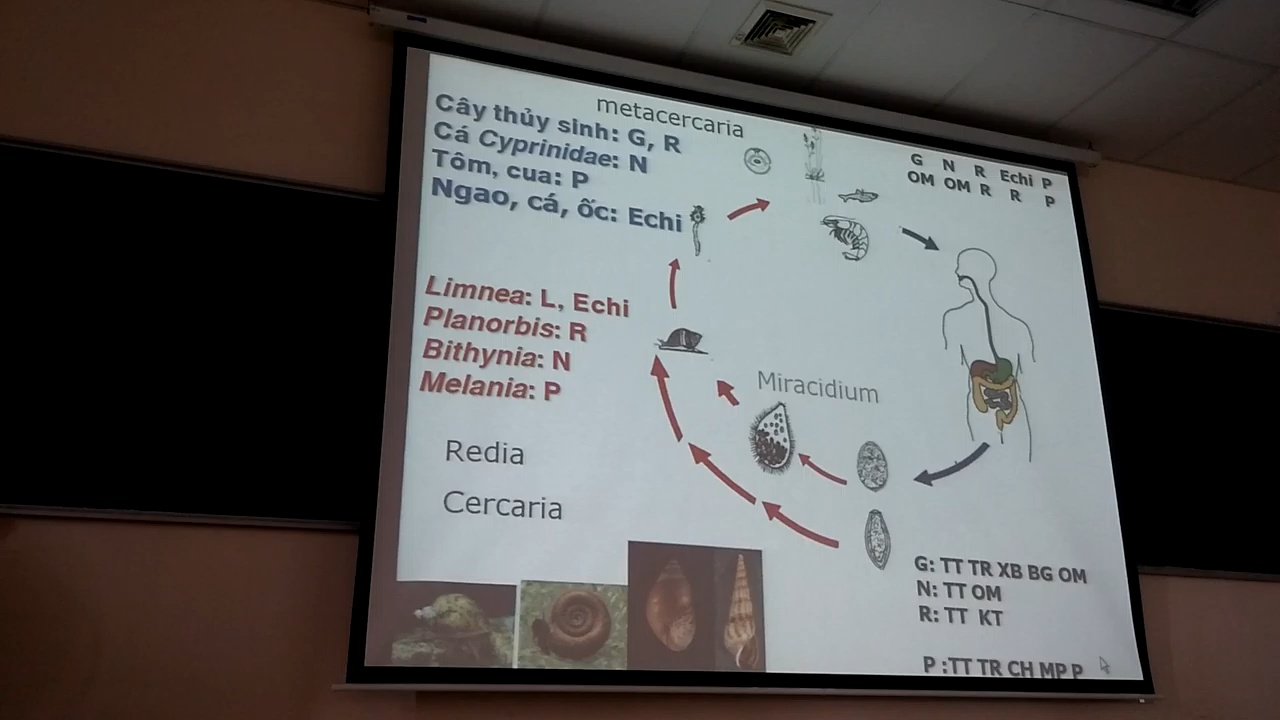 metacercaria
Cây thủy sinh: G, R
Cá Cyprinidae: N
Tôm, cua: P
Ngao, cá, ốc: Echi
G N R Echi P
OM OM R R P
Limnea: L, Echi
Planorbis: R
Bithynia: N
Melania: P
Miracidium
Redia
Cercaria
G: TT TR XB BG OM
N: TT OM
R: TT KT
P :TT TR CH MP P